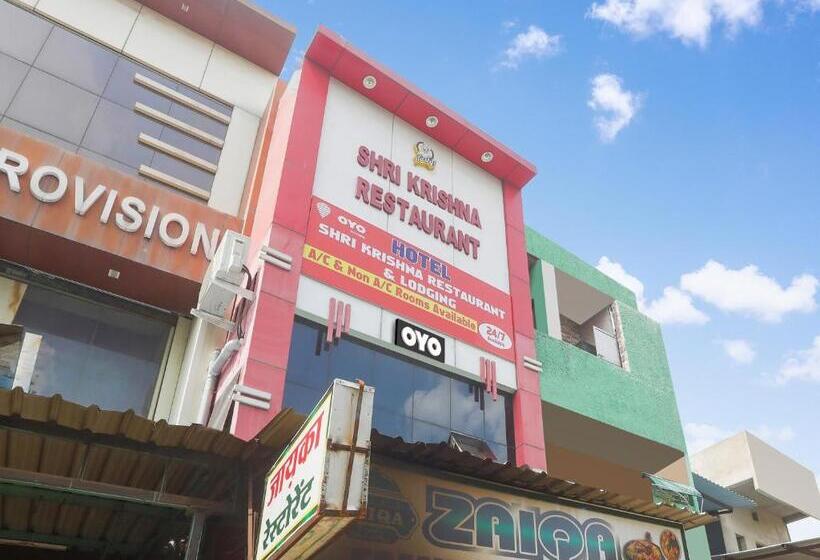 ROVISION
SHRI KRISHNA
RESTAURANT
OYO
HOTEL
SHRI KRISHNA RESTAURANT
& LODGING
A/C & Non A/C Rooms Available
24/7
OYO
जायका
रेस्टोरेंट
ZAIQA